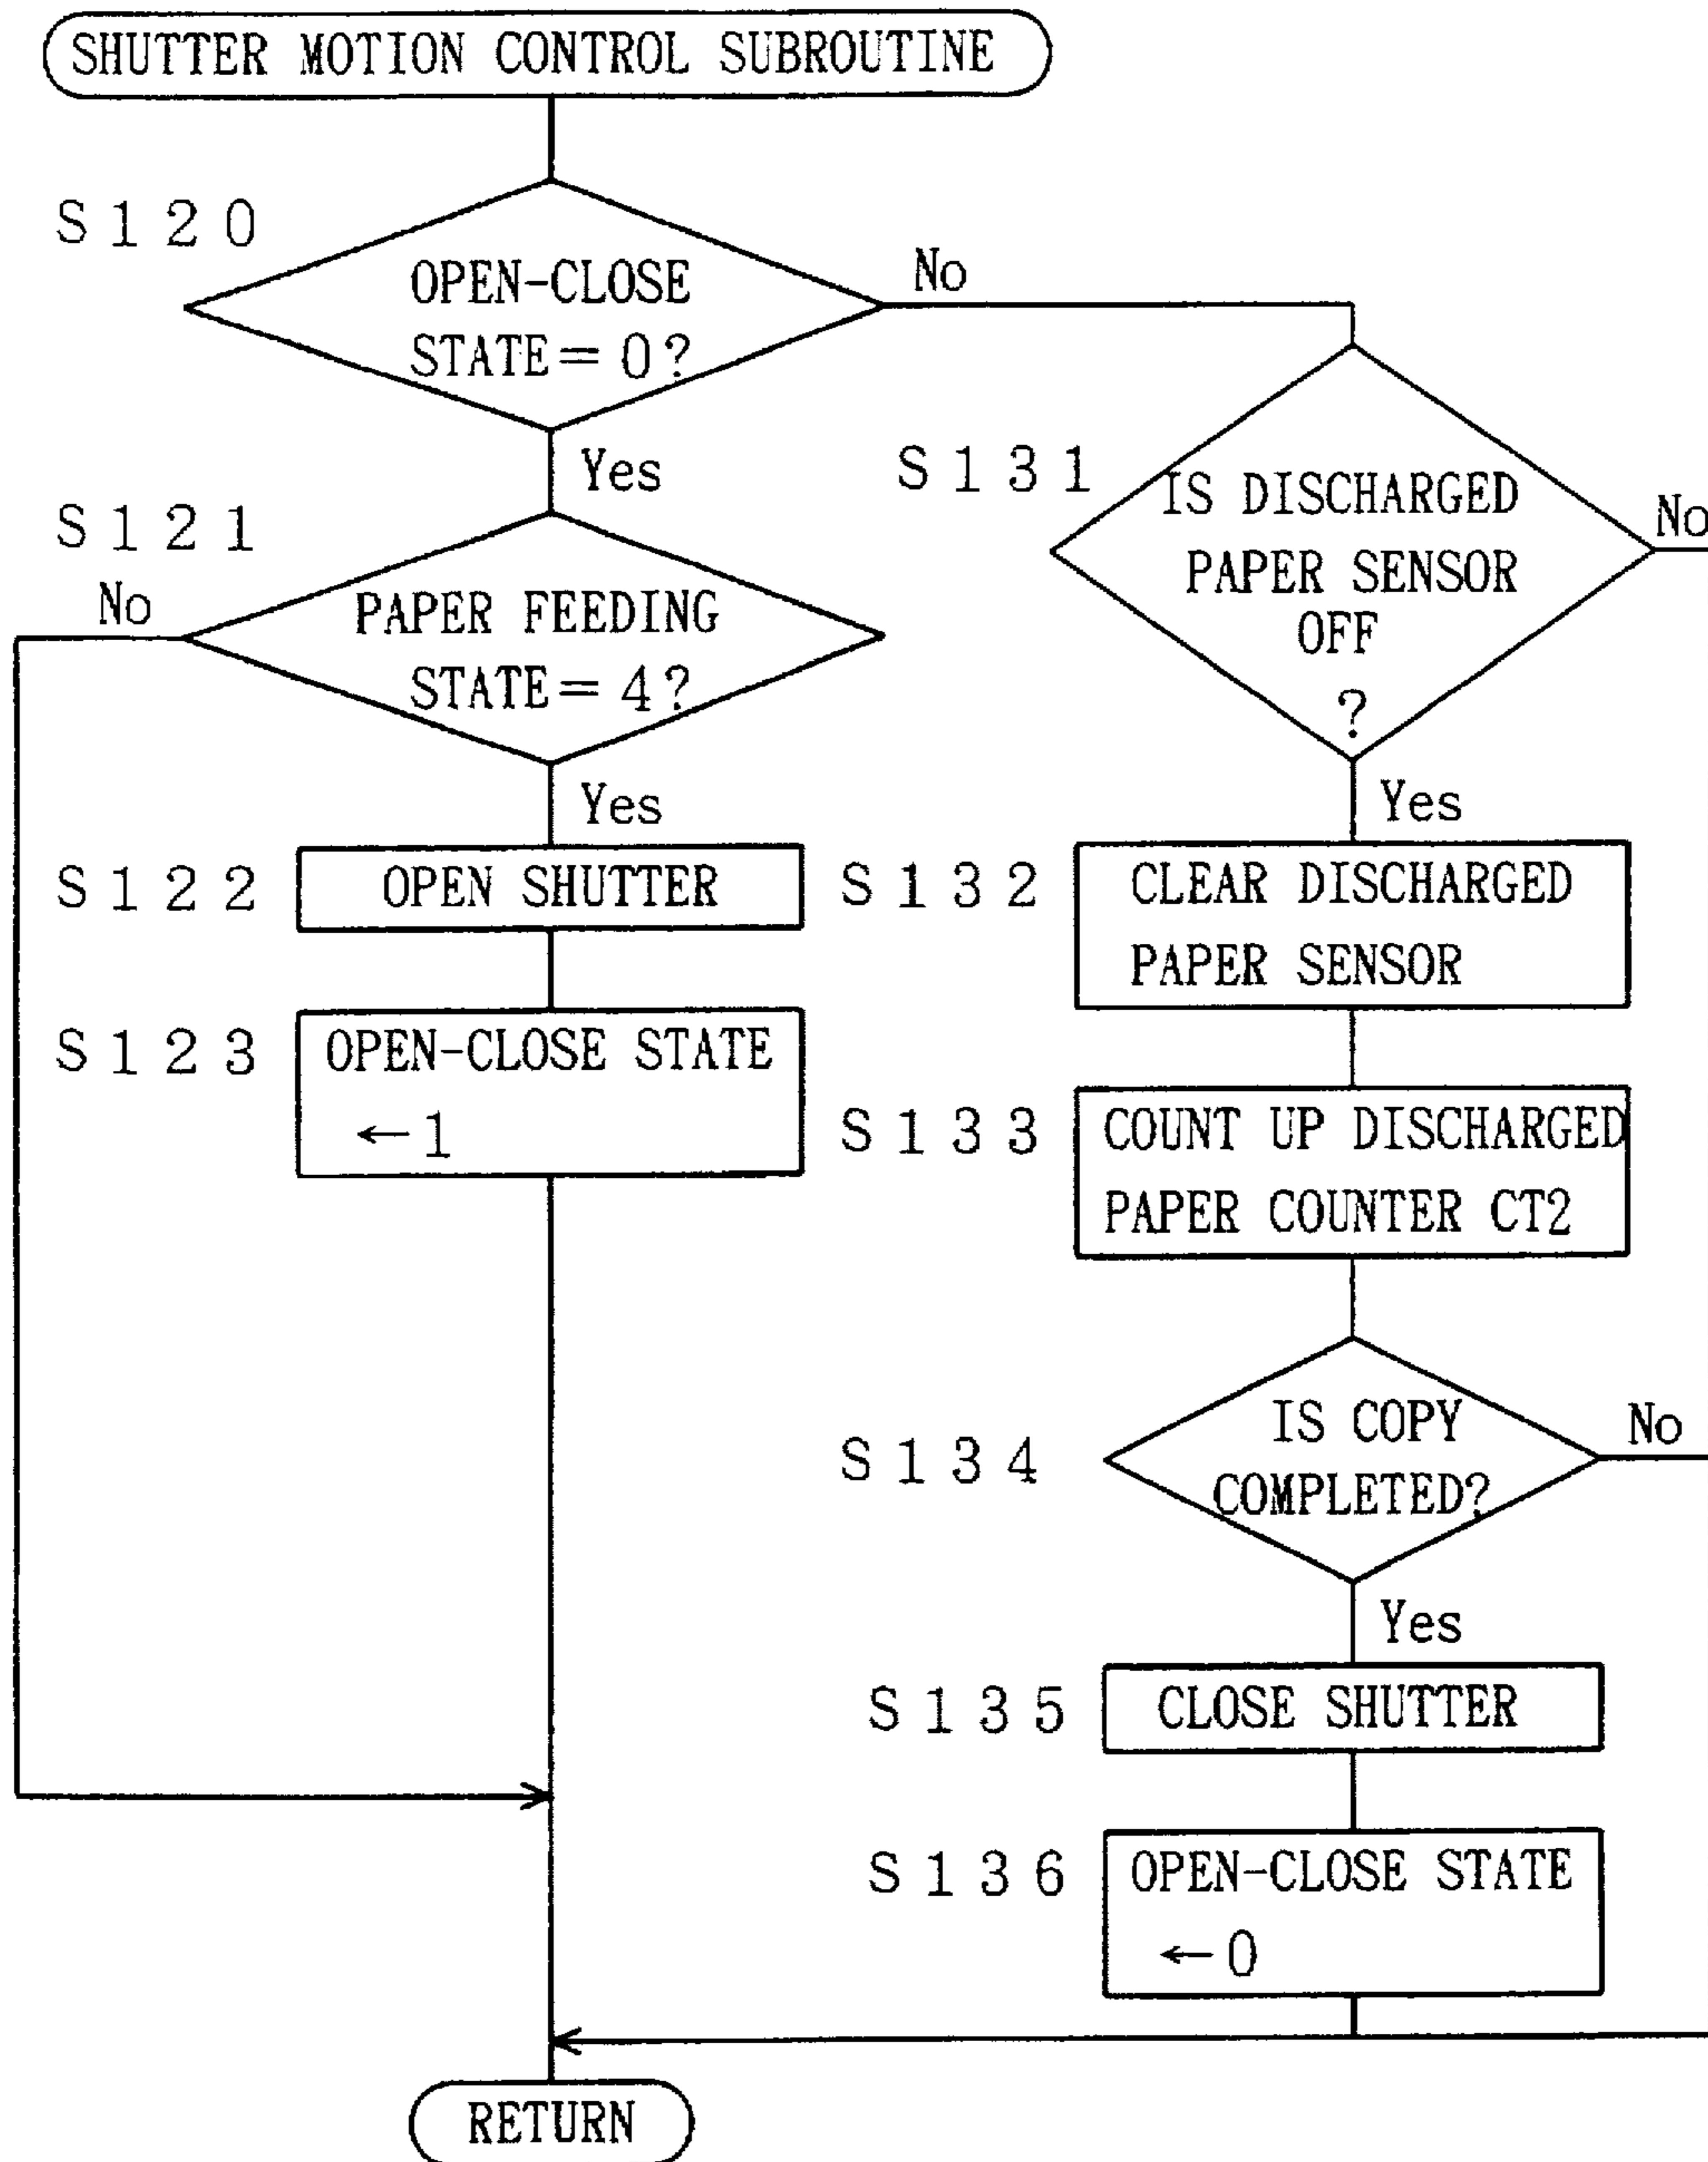 SHUTTER MOTION CONTROL SUBROUTINE
S120
OPEN-CLOSE
STATE=0?
No
Yes
S121
No
PAPER FEEDING
STATE=4?
Yes
S122
OPEN SHUTTER
S123
OPEN-CLOSE STATE
←1
S131
IS DISCHARGED
PAPER SENSOR
OFF
?
No
Yes
S132
CLEAR DISCHARGED
PAPER SENSOR
S133
COUNT UP DISCHARGED
PAPER COUNTER CT2
S134
IS COPY
COMPLETED?
No
Yes
S135
CLOSE SHUTTER
S136
OPEN-CLOSE STATE
←0
RETURN